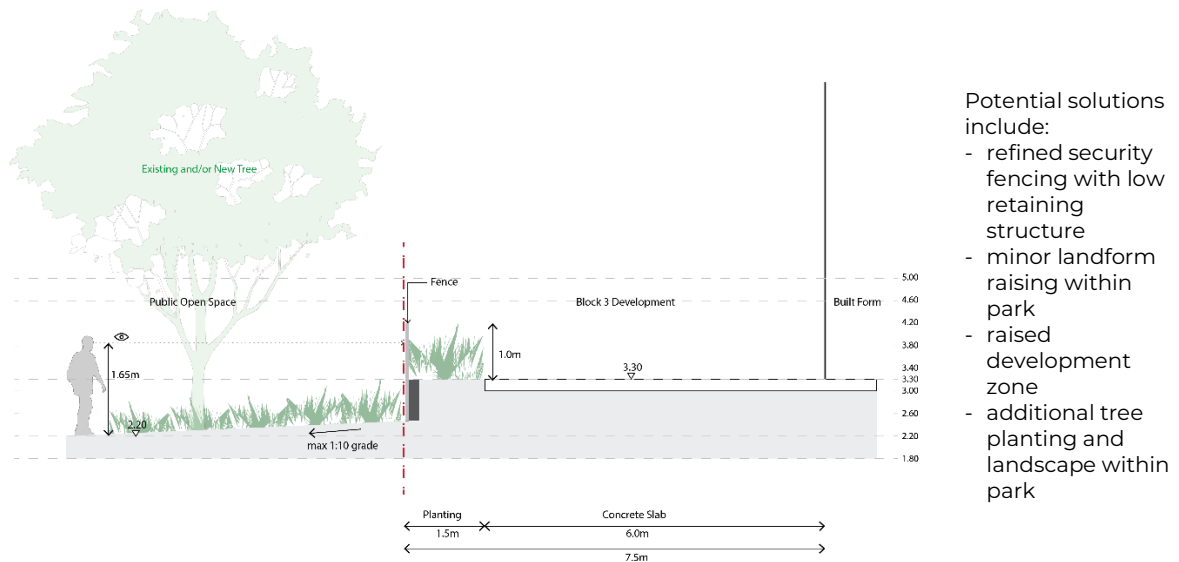 Existing and/or New Tree
Public Open Space
Fence
Block 3 Development
Built Form
1.65m
1.0m
3.30
2.20
max 1:10 grade
5.00
4.60
4.20
3.80
3.40
3.30
3.00
2.60
2.20
1.80
Planting
Concrete Slab
1.5m
6.0m
7.5m
Potential solutions
include:
- refined security
fencing with low
retaining
structure
- minor landform
raising within
park
- raised
development
zone
- additional tree
planting and
landscape within
park